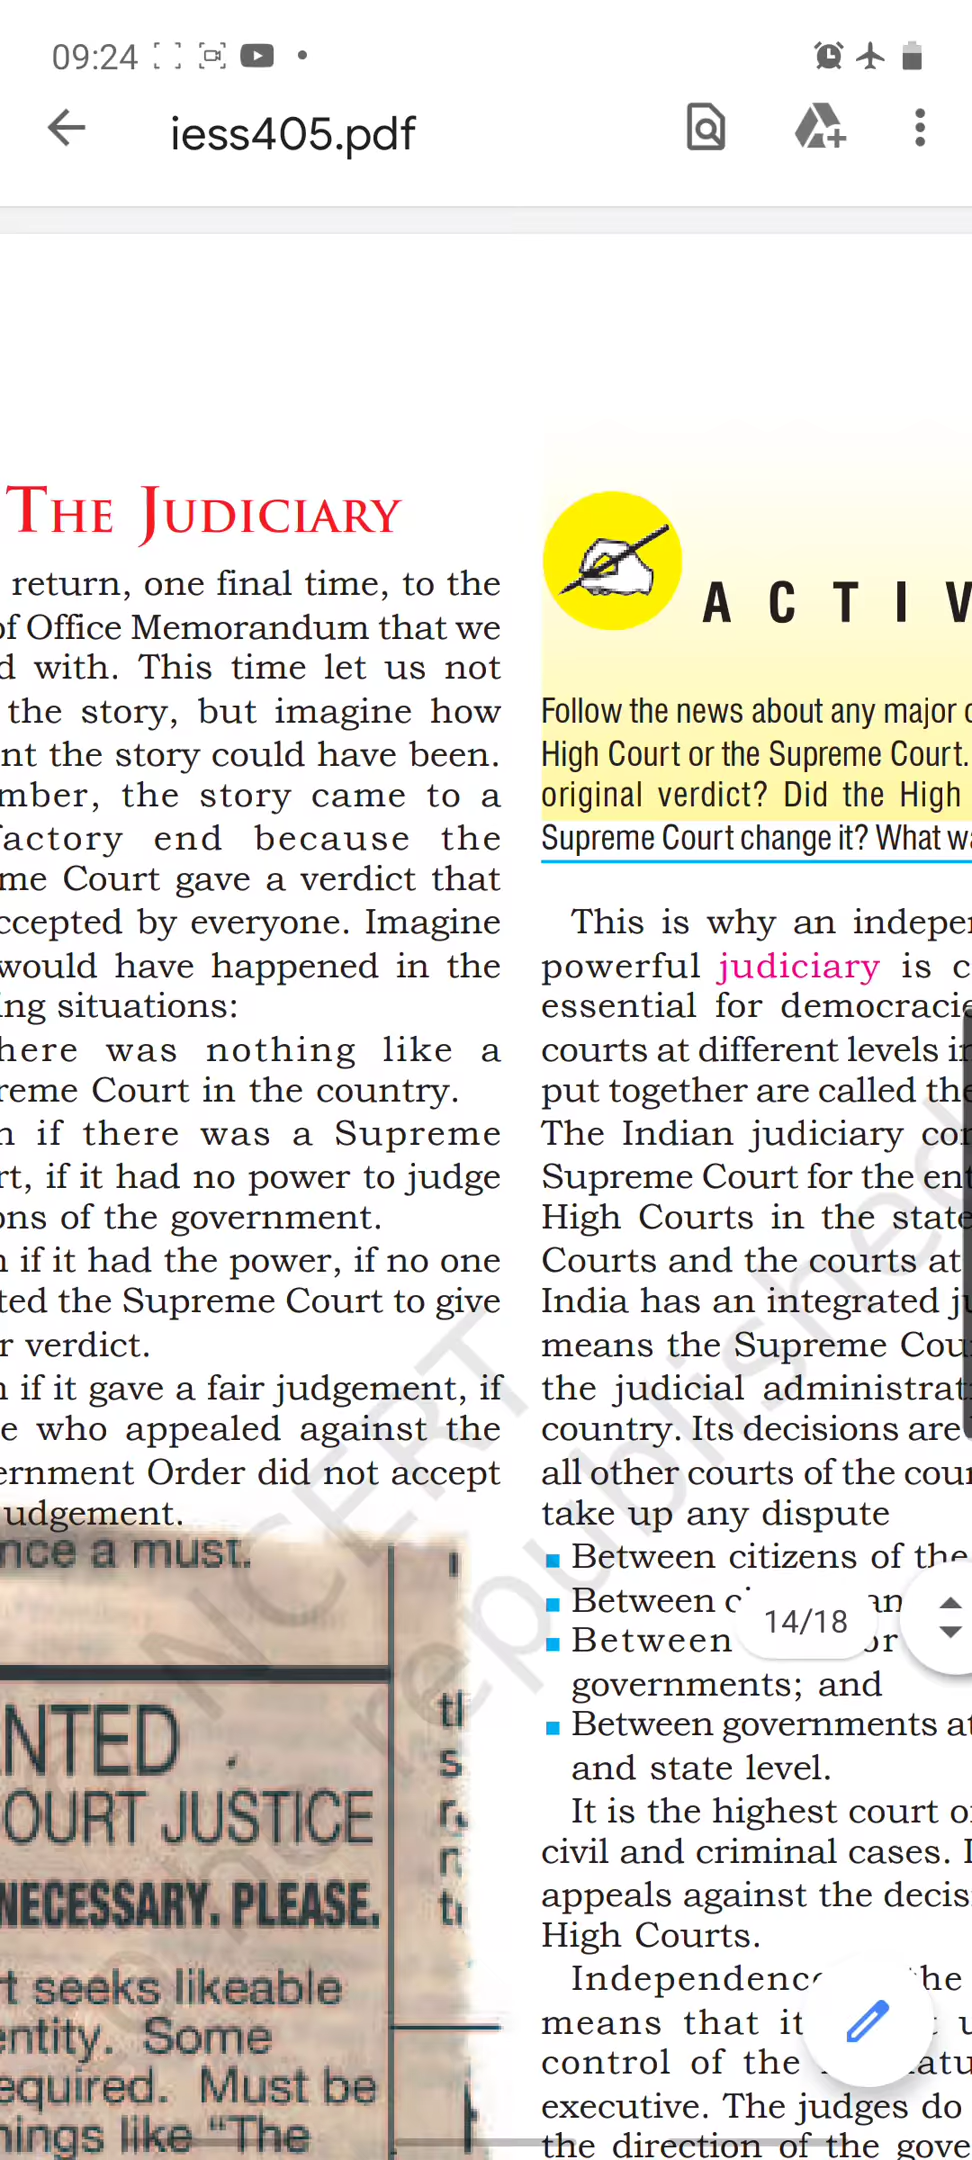 09:24
iess405.pdf
THE JUDICIARY
return, one final time, to the
of Office Memorandum that we
with. This time let us not
the story, but imagine how
the story could have been.
the story came to a
end because the
Court gave a verdict that
by everyone. Imagine
would have happened in the
situations:
was nothing like a
Court in the country.
if there was a Supreme
if it had no power to judge
of the government.
if it had the power, if no one
the Supreme Court to give
verdict.
if it gave a fair judgement, if
who appealed against the
Order did not accept
a must.
COURT JUSTICE
NECESSARY. PLEASE.
seeks likeable
Some
Must be
like "The
A C T I V
Follow the news about any major
High Court or the Supreme Court.
original verdict? Did the High
Supreme Court change it? What
This is why an
powerful judiciary is
essential for
courts at different levels
put together are called the
The Indian judiciary
Supreme Court for the
High Courts in the
Courts and the courts at
India has an integrated
means the Supreme
the judicial
country. Its decisions are
all other courts of the
take up any dispute
▪ Between citizens of the
▪ Between
▪ Between or
governments; and
▪ Between governments
and state level.
It is the highest court
civil and criminal cases.
appeals against the
High Courts.
means that it
control of the
executive. The judges do
the direction of the
14/18
NCERT
republished